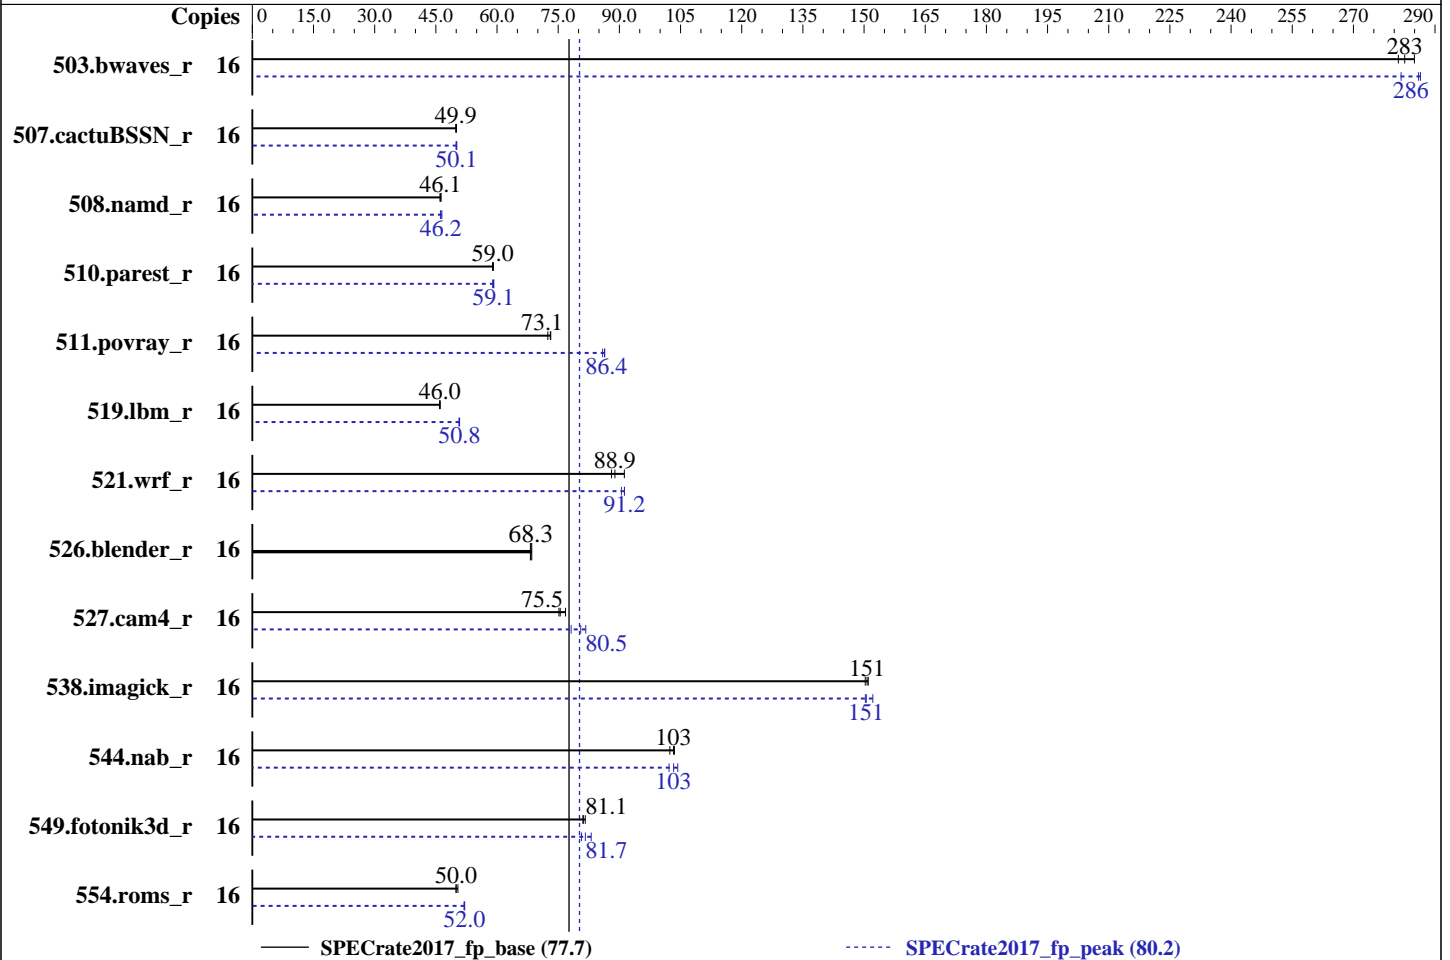 Copies 0 15.0 30.0 45.0 60.0 75.0 90.0 105 120 135 150 165 180 195 210 225 240 255 270 290
283
503.bwaves_r 16
286
49.9
507.cactuBSSN_r 16
50.1
46.1
508.namd_r 16
46.2
59.0
510.parest_r 16
59.1
73.1
511.povray_r 16
86.4
46.0
519.lbm_r 16
50.8
88.9
521.wrf_r 16
91.2
68.3
526.blender_r 16
75.5
527.cam4_r 16
80.5
151
538.imagick_r 16
151
103
544.nab_r 16
103
81.1
549.fotonik3d_r 16
81.7
50.0
554.roms_r 16
52.0
SPECrate2017_fp_base (77.7) SPECrate2017_fp_peak (80.2)